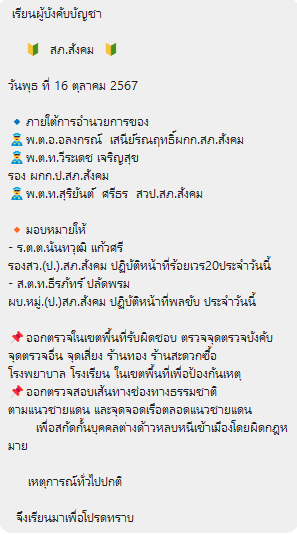 เรียนผู้บังคับบัญชา
🔰 สภ.สังคม 🔰
วันพุธ ที่ 16 ตุลาคม 2567
🔹ภายใต้การอำนวยการของ
👮พ.ต.อ.อลงกรณ์ เสนีย์รณฤทธิ์ผกก.สภ.สังคม
👮พ.ต.ท.วีระเดช เจริญสุข
รอง ผกก.ป.สภ.สังคม
👮พ.ต.ท.สุริยันต์ ศรีธร สวป.สภ.สังคม
🔸มอบหมายให้
- ร.ต.ต.นันทวุฒิ แก้วศรี
รองสว.(ป.).สภ.สังคม ปฏิบัติหน้าที่ร้อยเวร20ประจำวันนี้
- ส.ต.ท.ธีรภัทร์ ปลัดพรม
ผบ.หมู่.(ป.)สภ.สังคม ปฏิบัติหน้าที่พลขับ ประจำวันนี้
📌ออกตรวจในเขตพื้นที่รับผิดชอบ ตรวจจุดตรวจบังคับ
จุดตรวจอื่น จุดเสี่ยง ร้านทอง ร้านสะดวกซื้อ
โรงพยาบาล โรงเรียน ในเขตพื้นที่เพื่อป้องกันเหตุ
📌ออกตรวจสอบเส้นทางช่องทางธรรมชาติ
ตามแนวชายแดน และจุดจอดเรือตลอดแนวชายแดน
เพื่อสกัดกั้นบุคคลต่างด้าวหลบหนีเข้าเมืองโดยผิดกฎห
มาย
เหตุการณ์ทั่วไปปกติ
จึงเรียนมาเพื่อโปรดทราบ